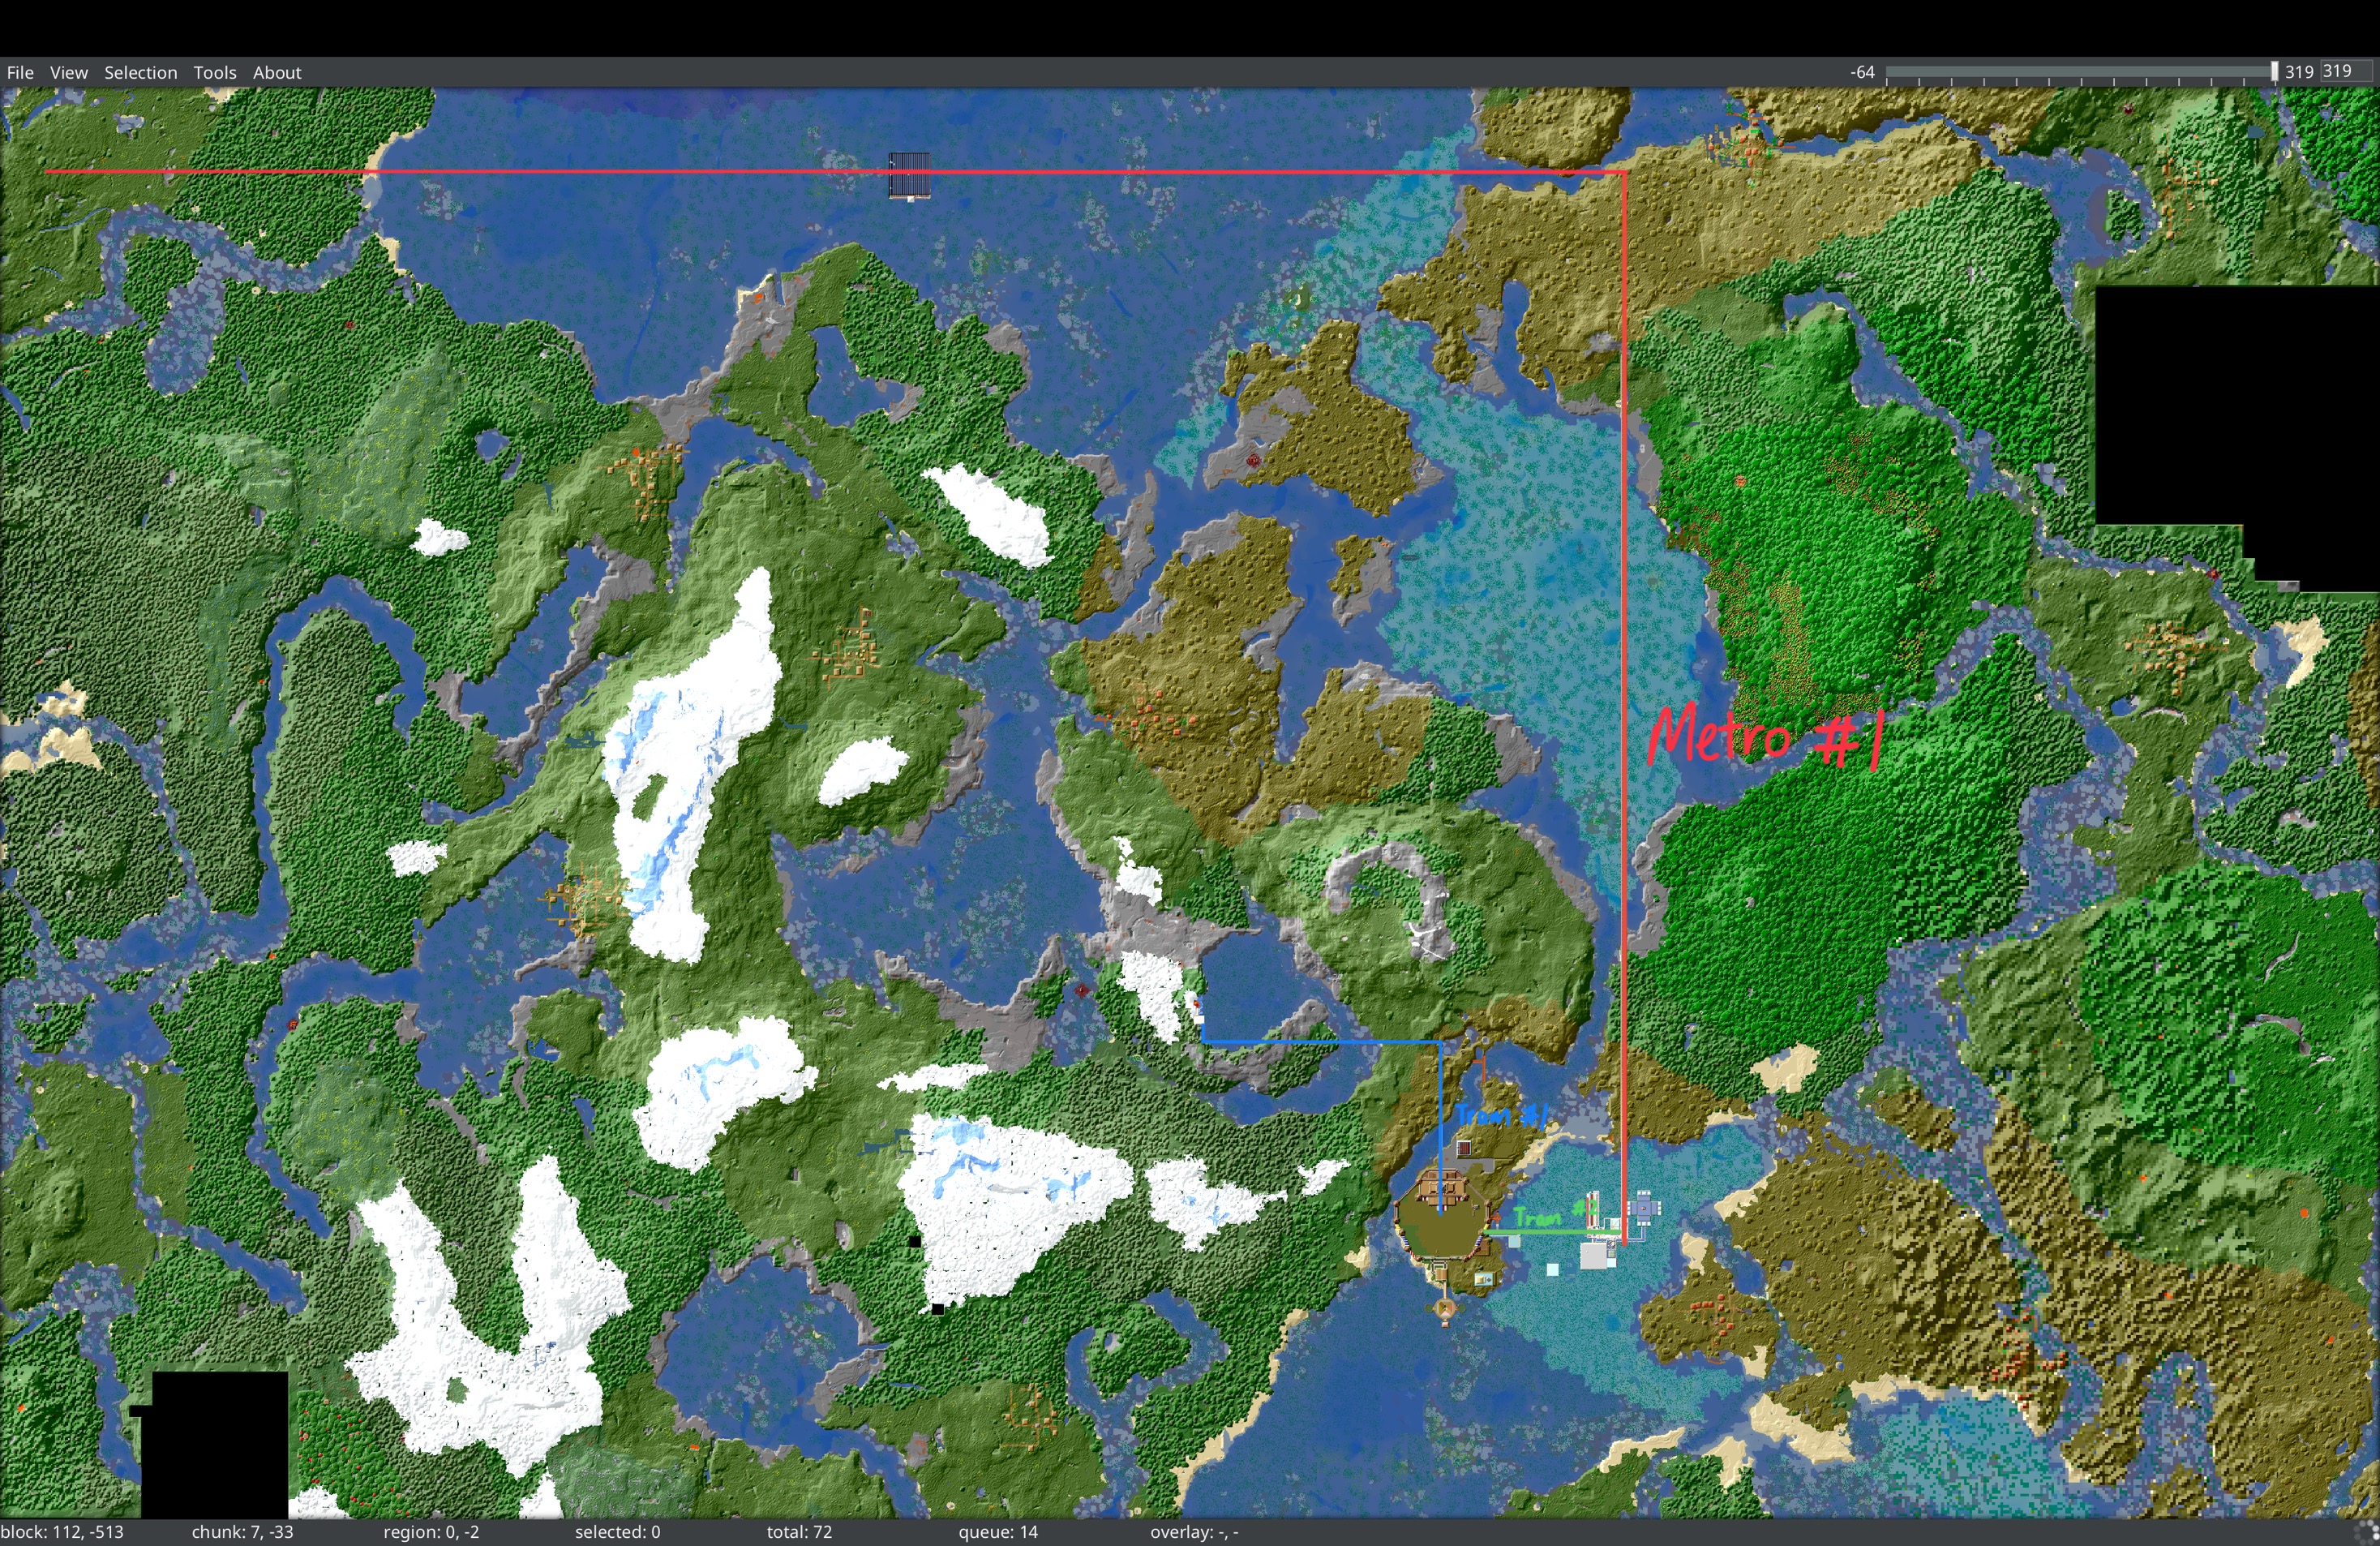 File View Selection Tools About -64 319 319
Metro #1
Tram #1
Tram #2
block: 112, -513 chunk: 7, -33 region: 0, -2 selected: 0 total: 72 queue: 14 overlay: -, -